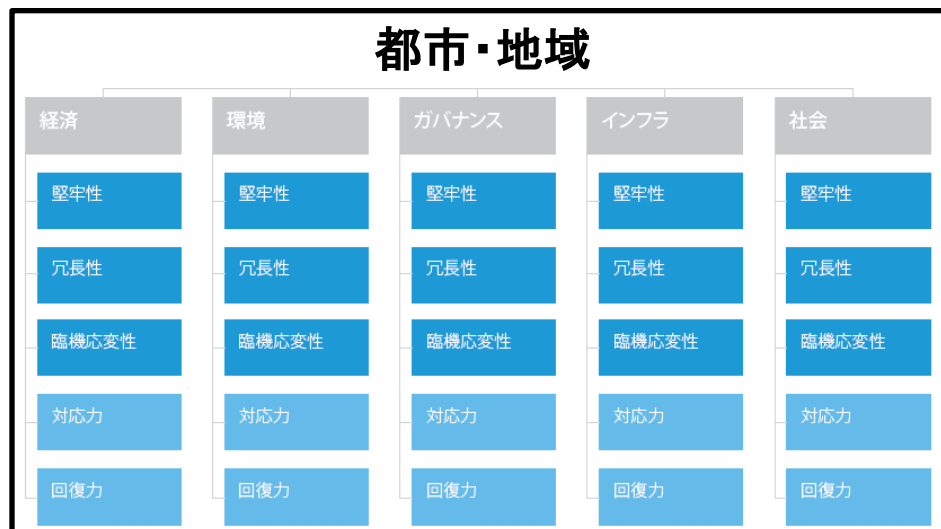 都市・地域
経済
堅牢性
冗長性
臨機応変性
対応力
回復力
環境
堅牢性
冗長性
臨機応変性
対応力
回復力
ガバナンス
堅牢性
冗長性
臨機応変性
対応力
回復力
インフラ
堅牢性
冗長性
臨機応変性
対応力
回復力
社会
堅牢性
冗長性
臨機応変性
対応力
回復力